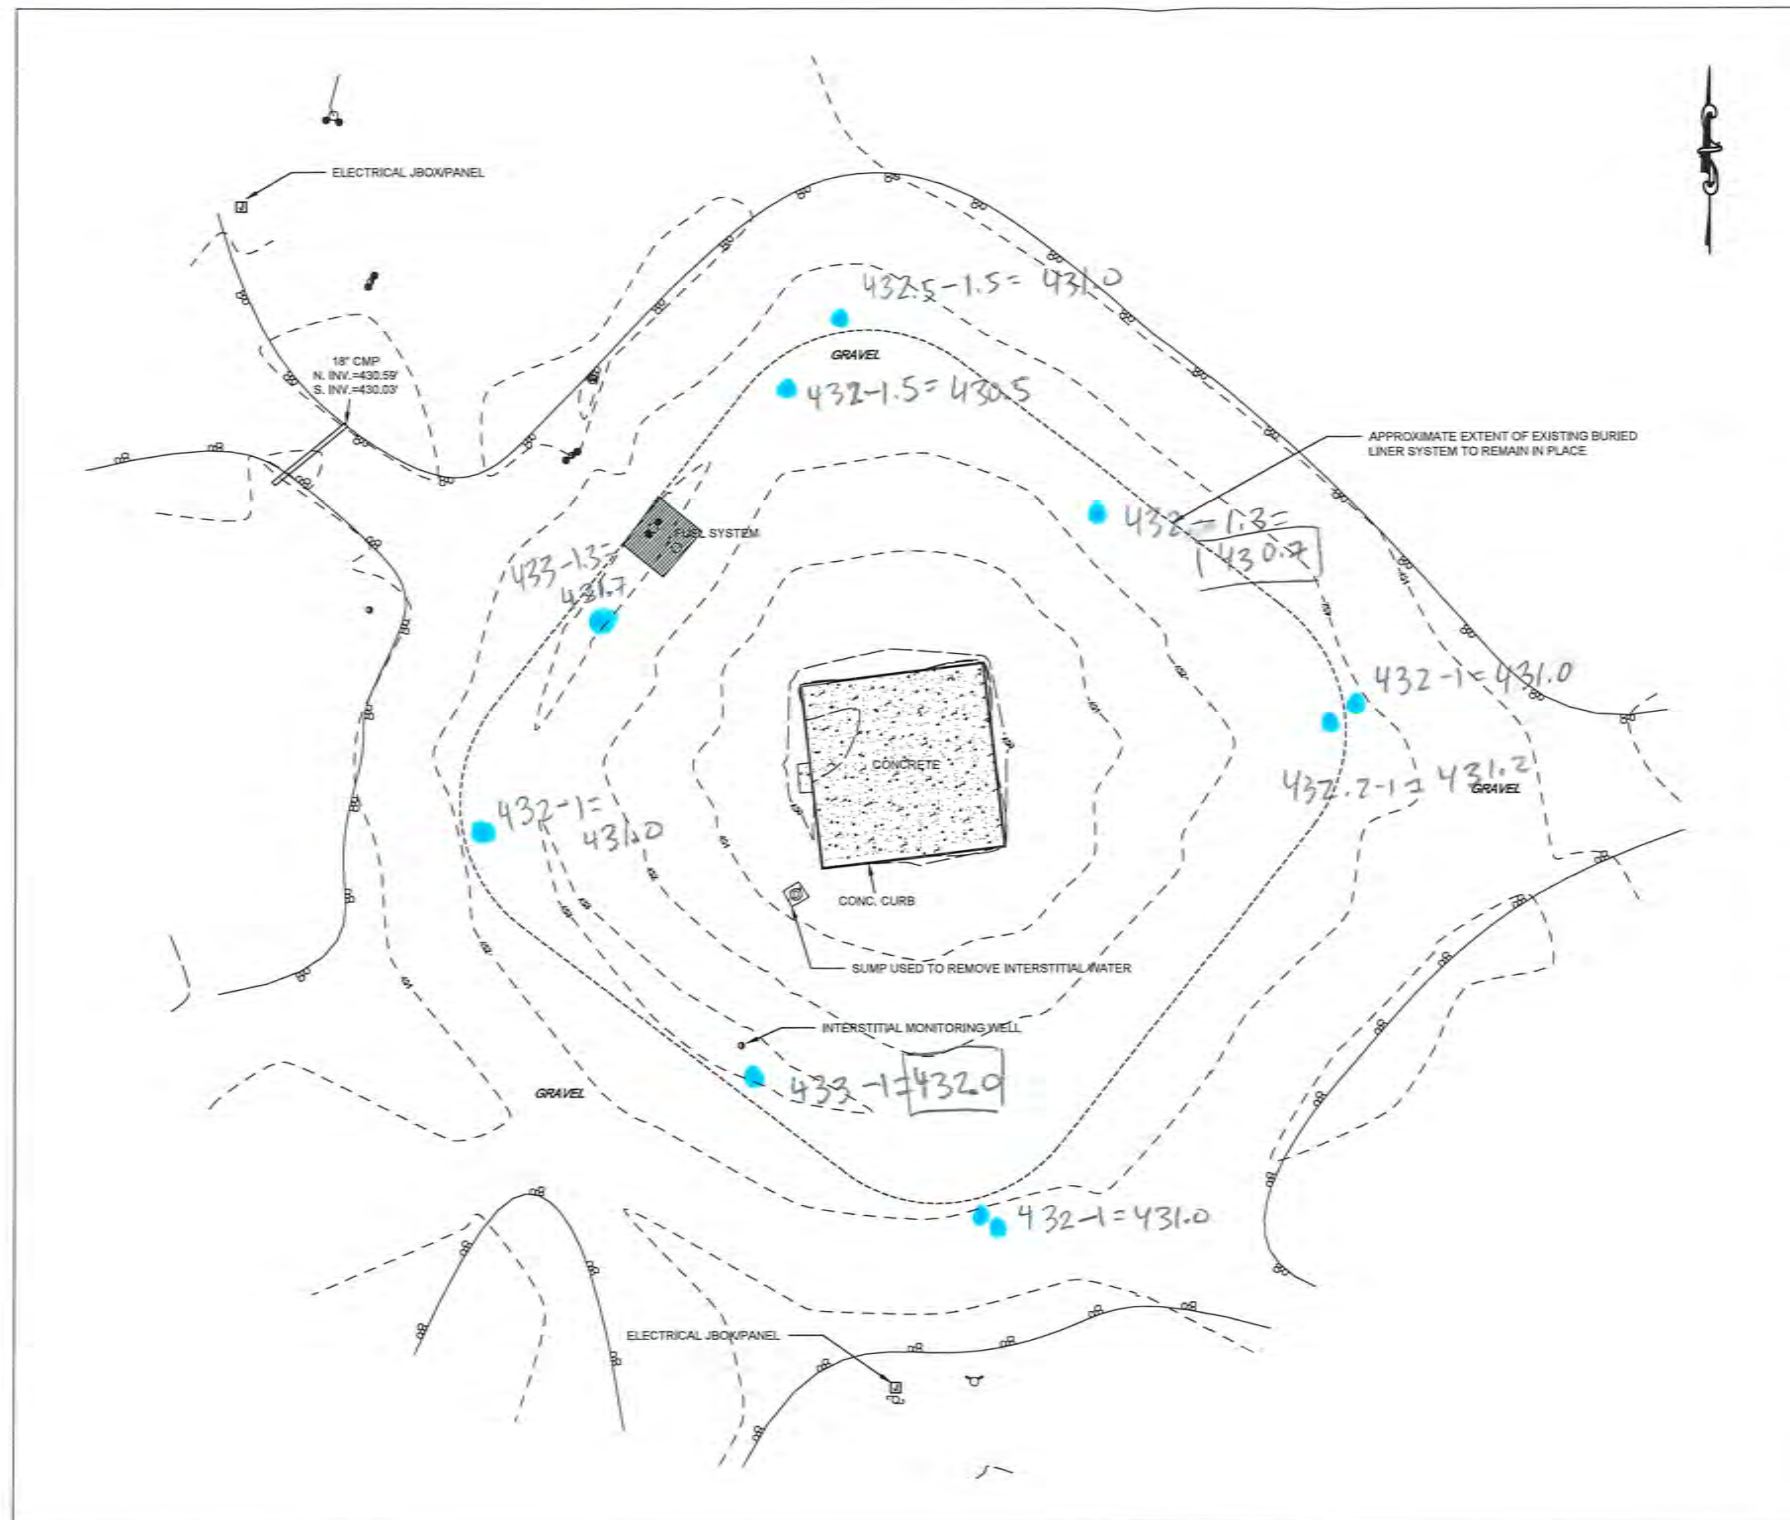 ELECTRICAL JBOX/PANEL
432.5-1.5= 431.0
GRAVEL
18" CMP
N. INV.=430.59'
S. INV.=430.03'
432-1.5= 430.5
APPROXIMATE EXTENT OF EXISTING BURIED
LINER SYSTEM TO REMAIN IN PLACE
432.-1.3=
430.7
FUEL SYSTEM
433-1.3=
431.7
432-1=431.0
432.2-1= 431.2
GRAVEL
CONCRETE
432-1=
431.0
CONC. CURB
SUMP USED TO REMOVE INTERSTITIAL WATER
INTERSTITIAL MONITORING WELL
433-1=432.0
GRAVEL
432-1=431.0
ELECTRICAL JBOX/PANEL